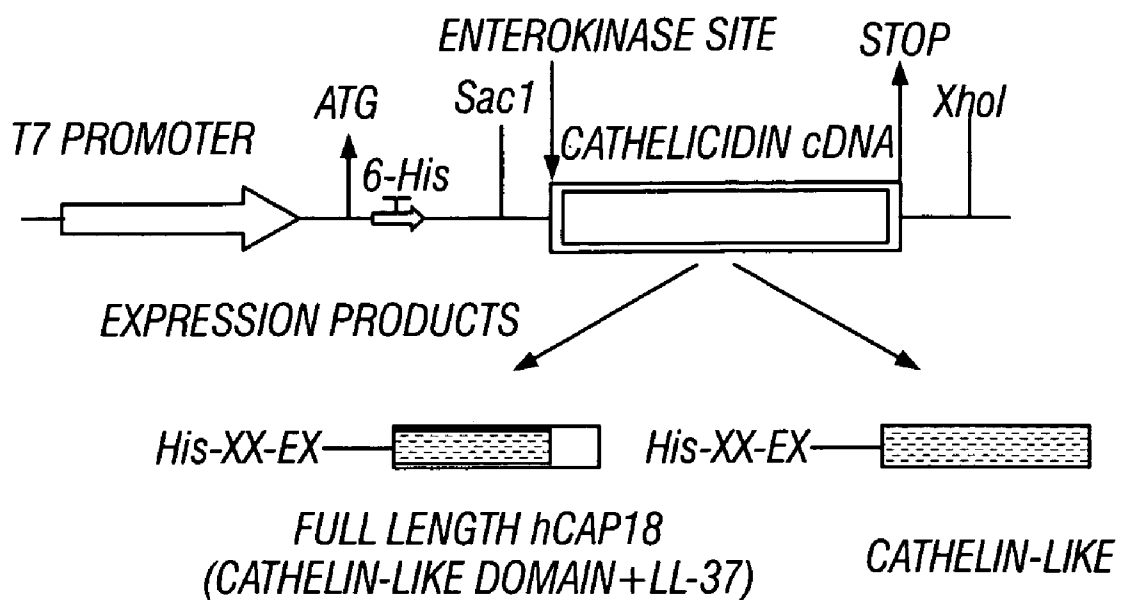 ENTEROKINASE SITE
STOP
ATG
Sac1
XhoI
T7 PROMOTER
CATHELICIDIN cDNA
6-His
EXPRESSION PRODUCTS
His-XX-EX
His-XX-EX
FULL LENGTH hCAP18
(CATHELIN-LIKE DOMAIN+LL-37)
CATHELIN-LIKE